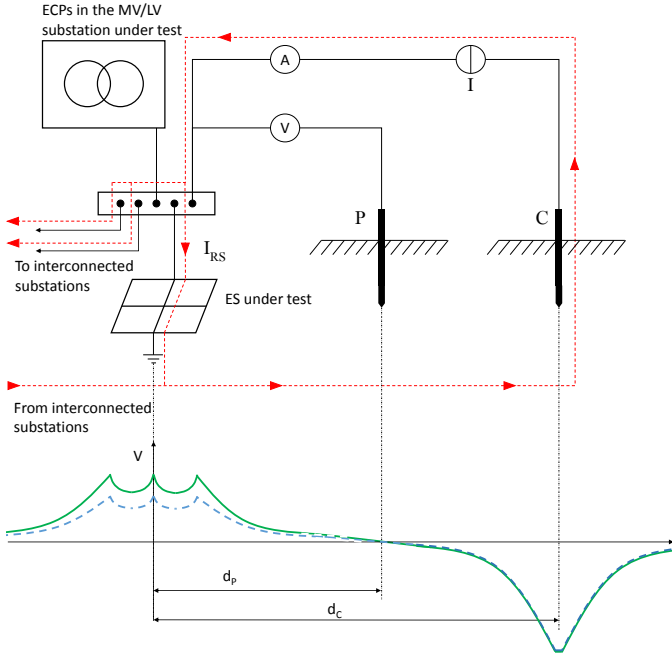 ECPs in the MV/LV
substation under test
A
I
V
P
C
I_RS
To interconnected
substations
ES under test
From interconnected
substations
V
d_P
d_C